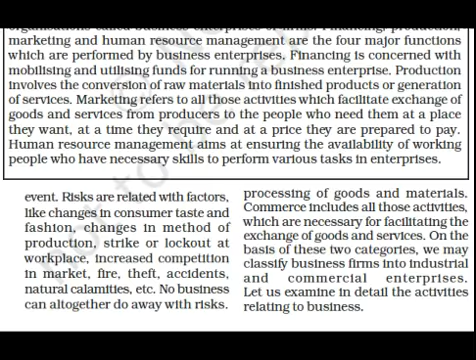 organisations called business enterprises or firms. Financing, production,
marketing and human resource management are the four major functions
which are performed by business enterprises. Financing is concerned with
mobilising and utilising funds for running a business enterprise. Production
involves the conversion of raw materials into finished products or generation
of services. Marketing refers to all those activities which facilitate exchange of
goods and services from producers to the people who need them at a place
they want, at a time they require and at a price they are prepared to pay.
Human resource management aims at ensuring the availability of working
people who have necessary skills to perform various tasks in enterprises.
event. Risks are related with factors,
like changes in consumer taste and
fashion, changes in method of
production, strike or lockout at
workplace, increased competition
in market, fire, theft, accidents,
natural calamities, etc. No business
can altogether do away with risks.
processing of goods and materials.
Commerce includes all those activities,
which are necessary for facilitating the
exchange of goods and services. On the
basis of these two categories, we may
classify business firms into industrial
and commercial enterprises.
Let us examine in detail the activities
relating to business.